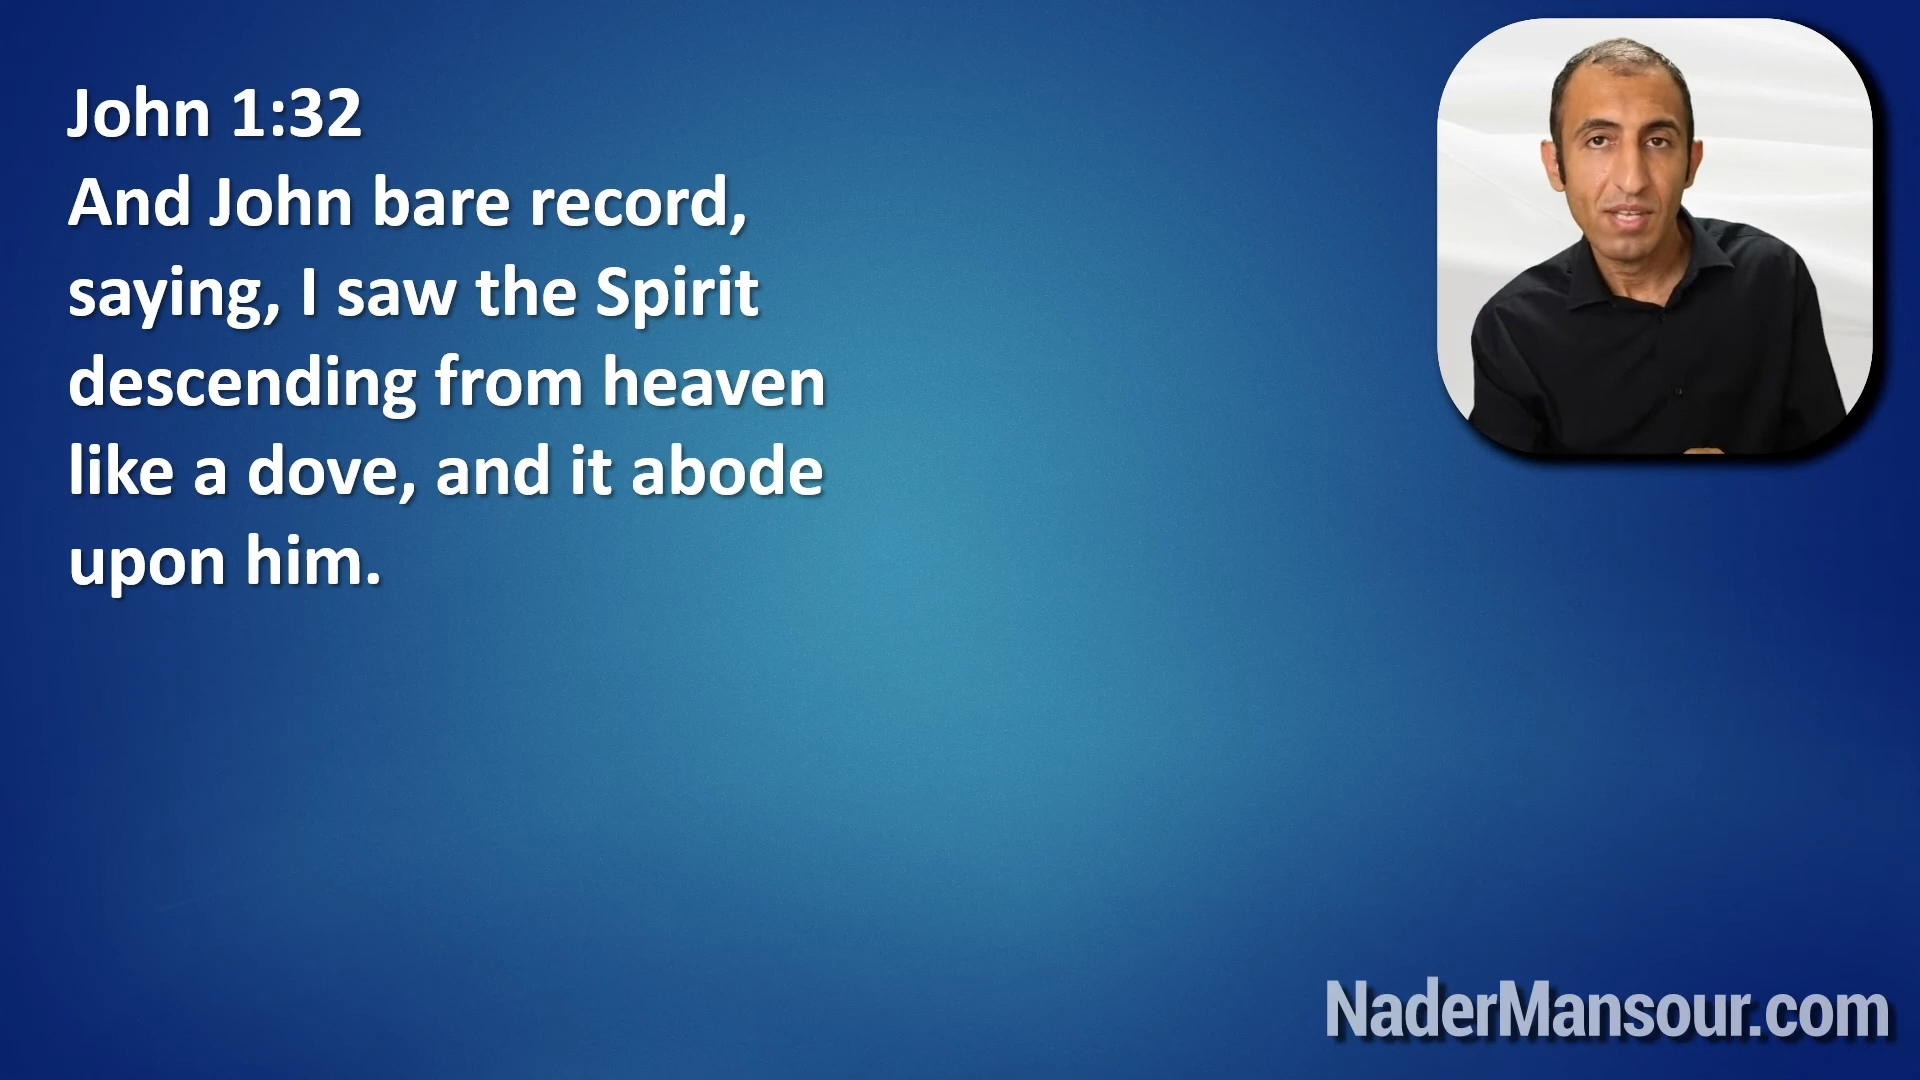 John 1:32
And John bare record,
saying, I saw the Spirit
descending from heaven
like a dove, and it abode
upon him.
NaderMansour.com